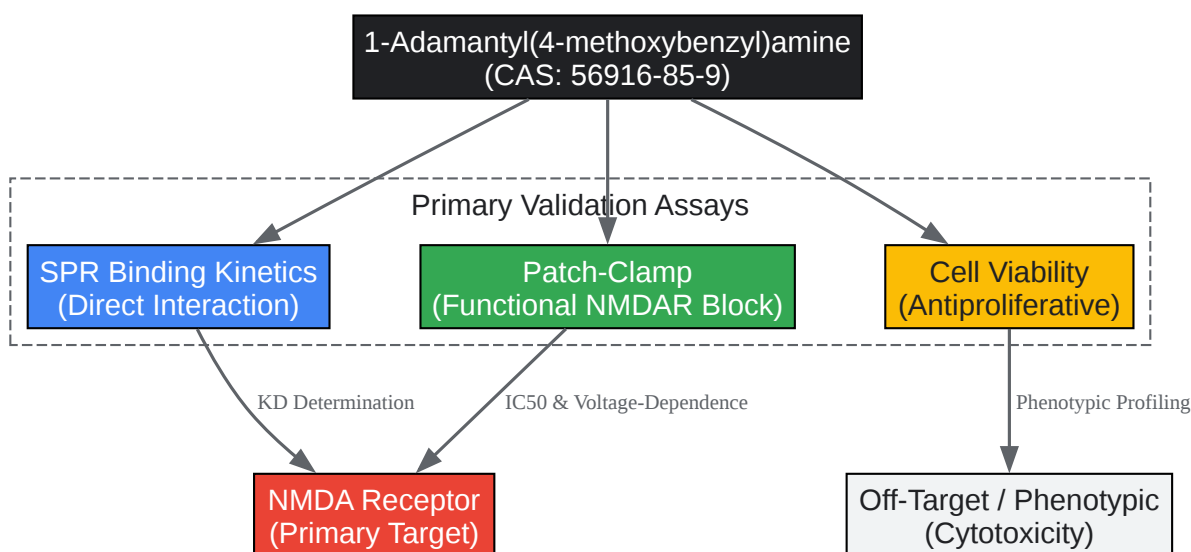 1-Adamantyl(4-methoxybenzyl)amine
(CAS: 56916-85-9)
Primary Validation Assays
SPR Binding Kinetics
(Direct Interaction)
Patch-Clamp
(Functional NMDAR Block)
Cell Viability
(Antiproliferative)
KD Determination
IC50 & Voltage-Dependence
Phenotypic Profiling
NMDA Receptor
(Primary Target)
Off-Target / Phenotypic
(Cytotoxicity)